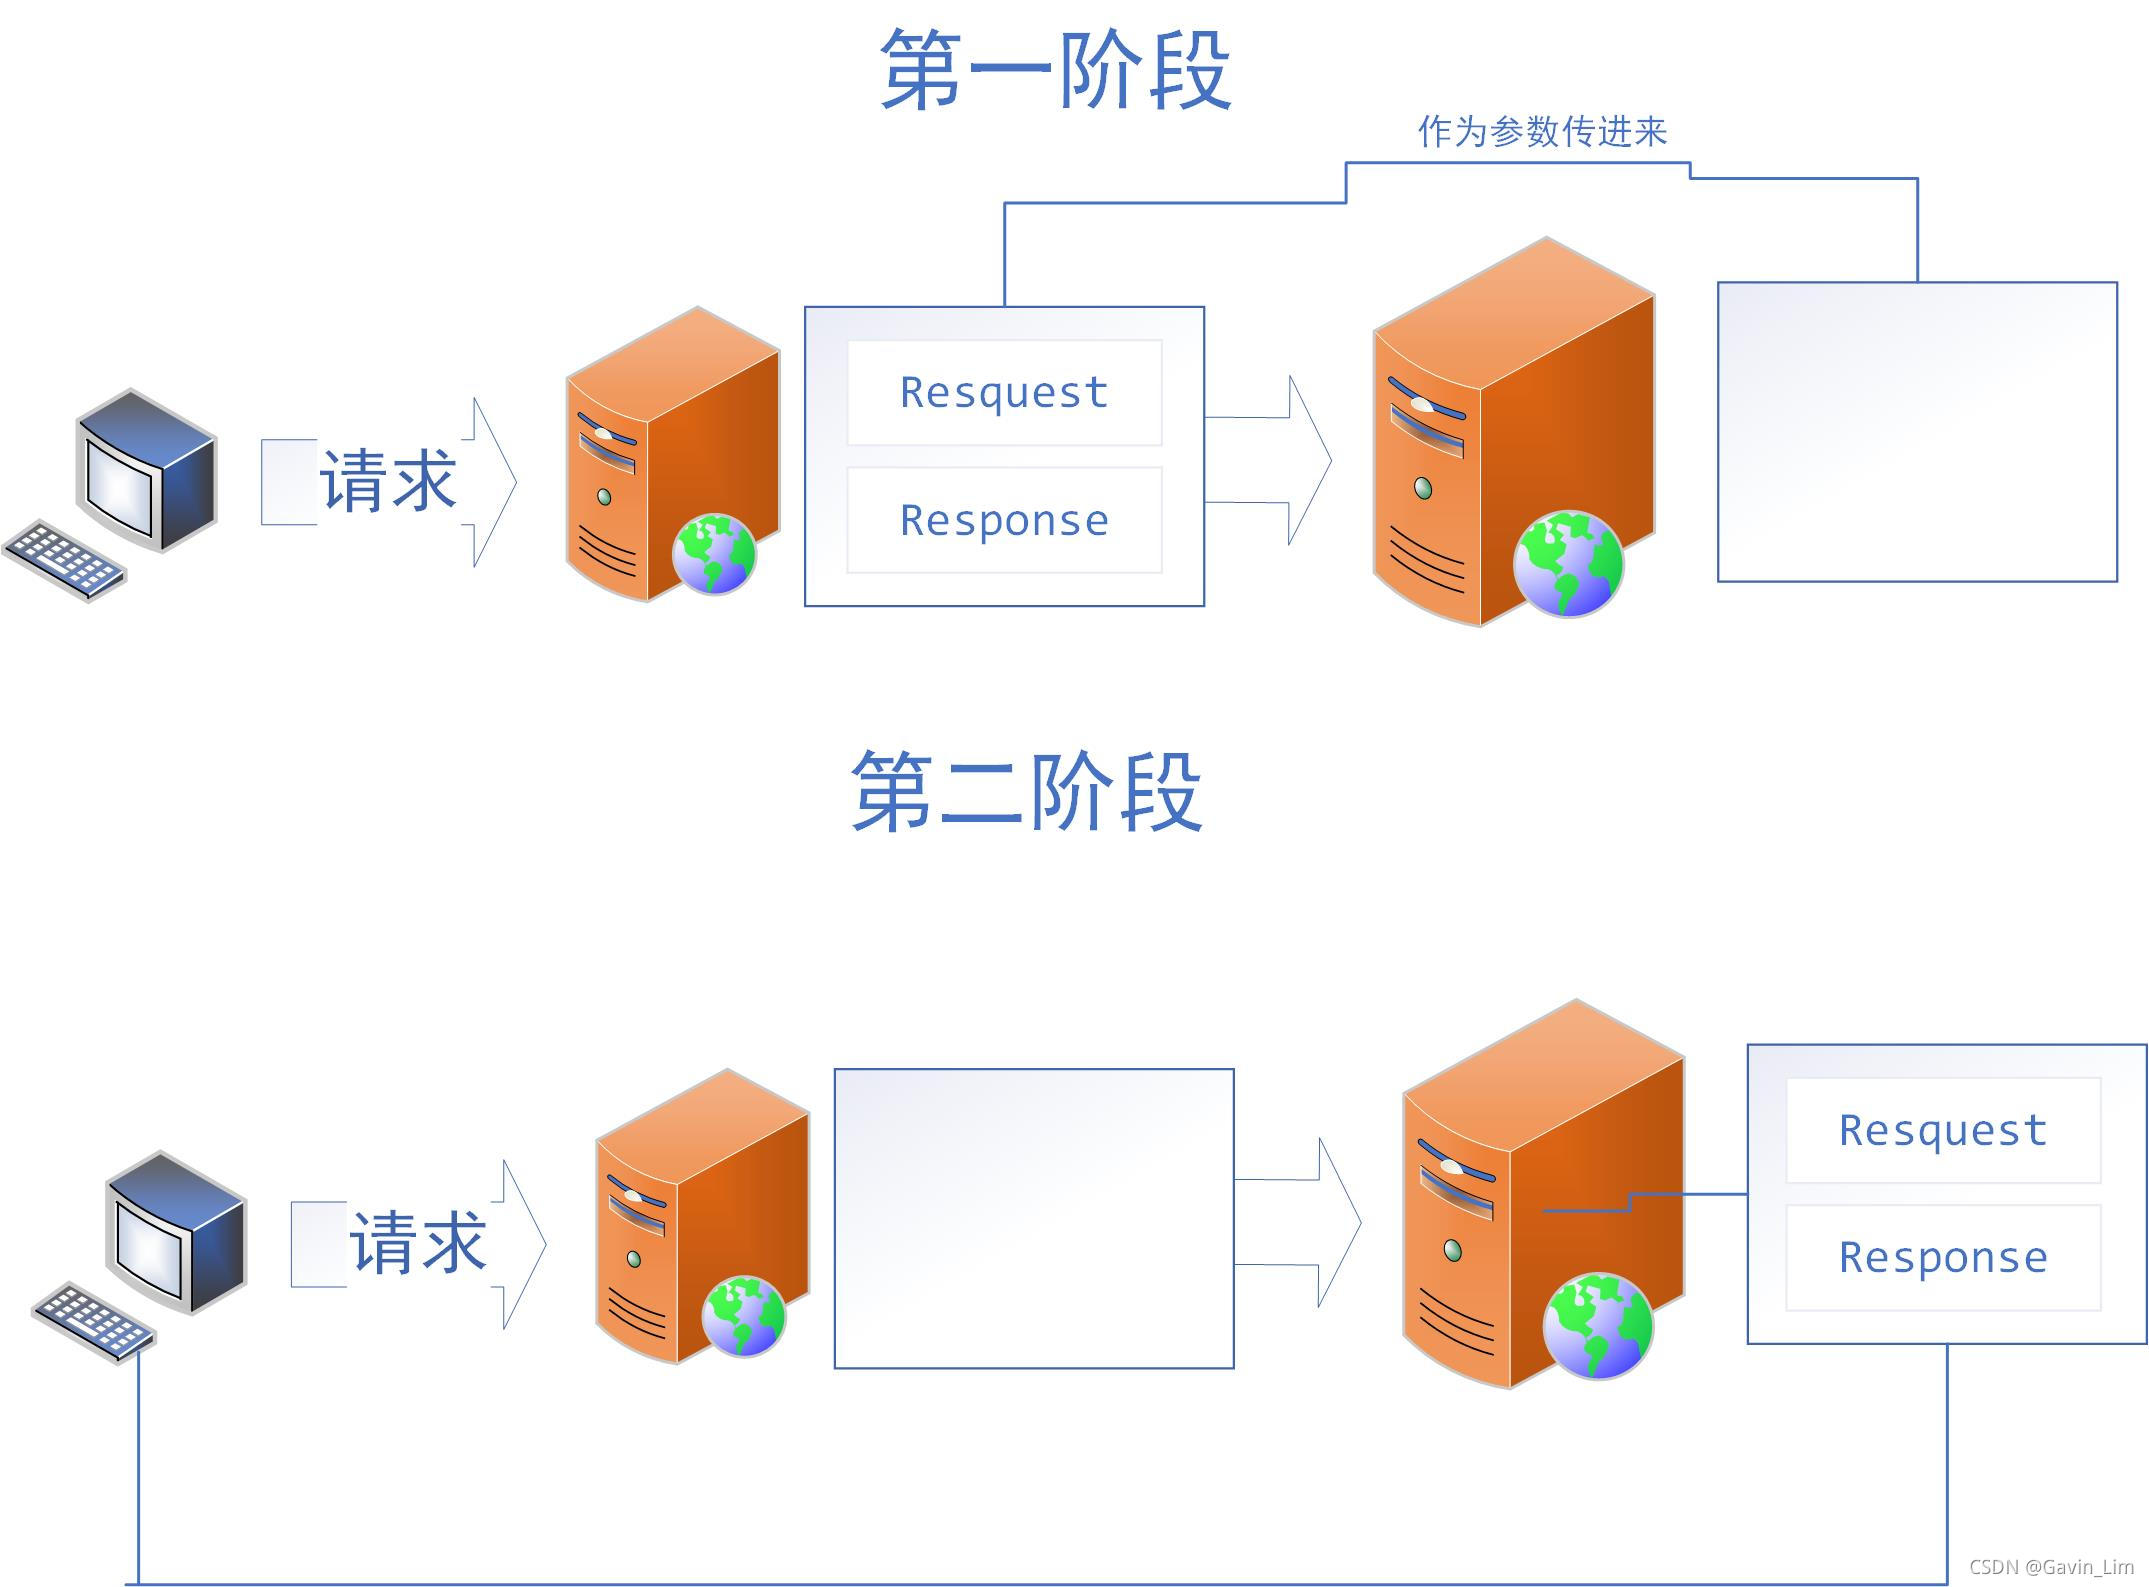 第一阶段
作为参数传进来
请求
Resquest
Response
第二阶段
请求
Resquest
Response
CSDN @Gavin_Lim